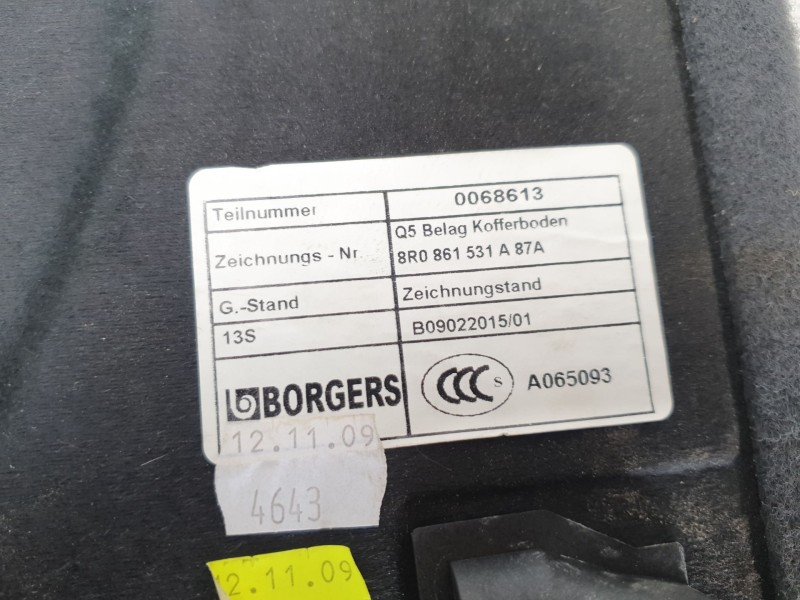 Teilnummer 0068613
Zeichnungs - Nr. Q5 Belag Kofferboden
8R0 861 531 A 87A
G.-Stand Zeichnungstand
13S B09022015/01
BORGERS CCC S A065093
12.11.09
4643
12.11.09